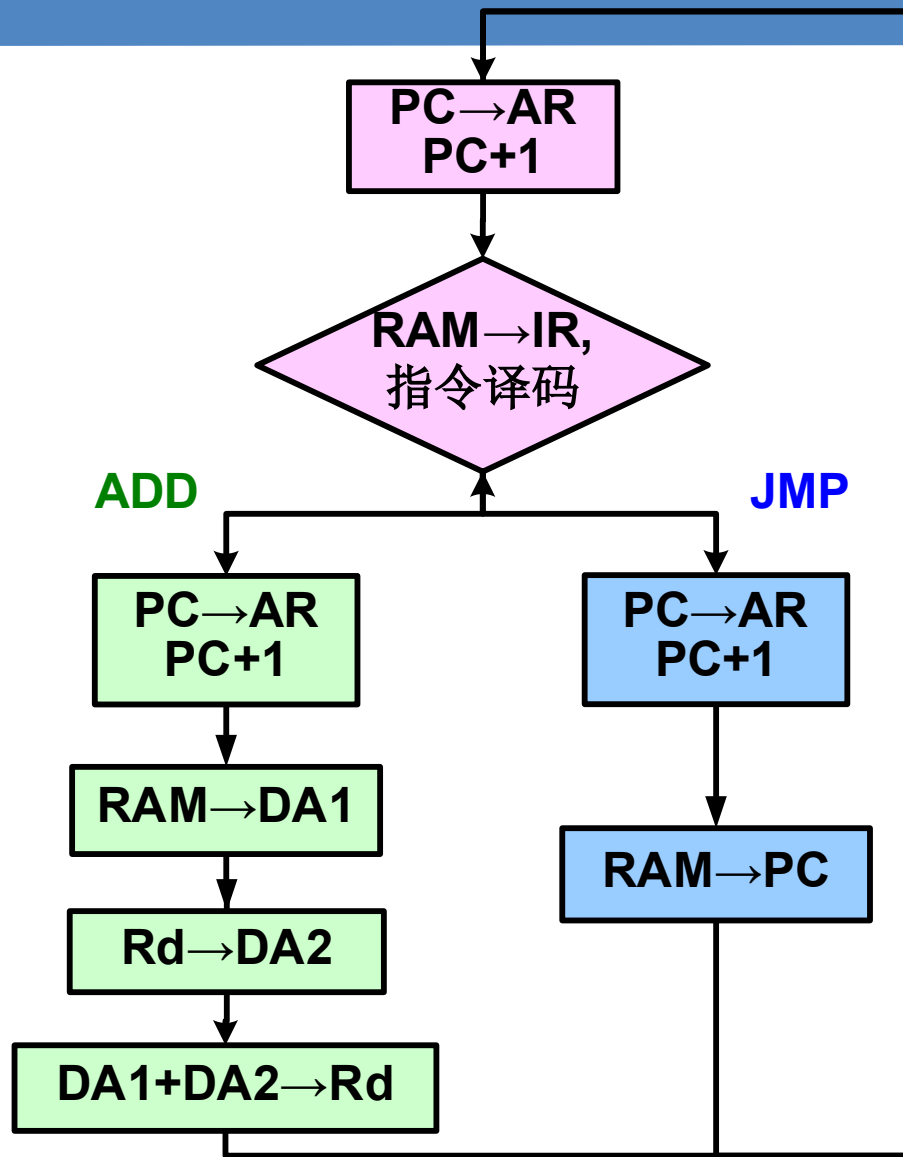 PC→AR
PC+1
RAM→IR,
指令译码
ADD
JMP
PC→AR
PC+1
PC→AR
PC+1
RAM→DA1
RAM→PC
Rd→DA2
DA1+DA2→Rd